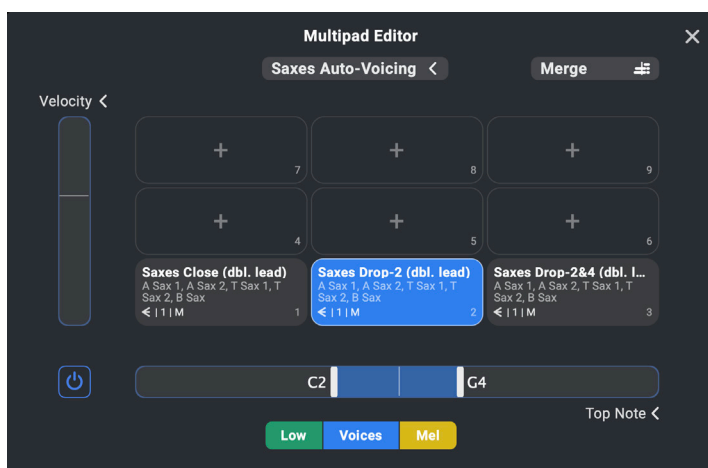 Multipad Editor
Saxes Auto-Voicing
Merge
Velocity
7
8
9
4
5
6
Saxes Close (dbl. lead)
A Sax 1, A Sax 2, T Sax 1, T
Sax 2, B Sax
| 1 | M
1
Saxes Drop-2 (dbl. lead)
A Sax 1, A Sax 2, T Sax 1, T
Sax 2, B Sax
| 1 | M
2
Saxes Drop-2&4 (dbl. l...
A Sax 1, A Sax 2, T Sax 1, T
Sax 2, B Sax
| 1 | M
3
C2
G4
Top Note
Low
Voices
Mel